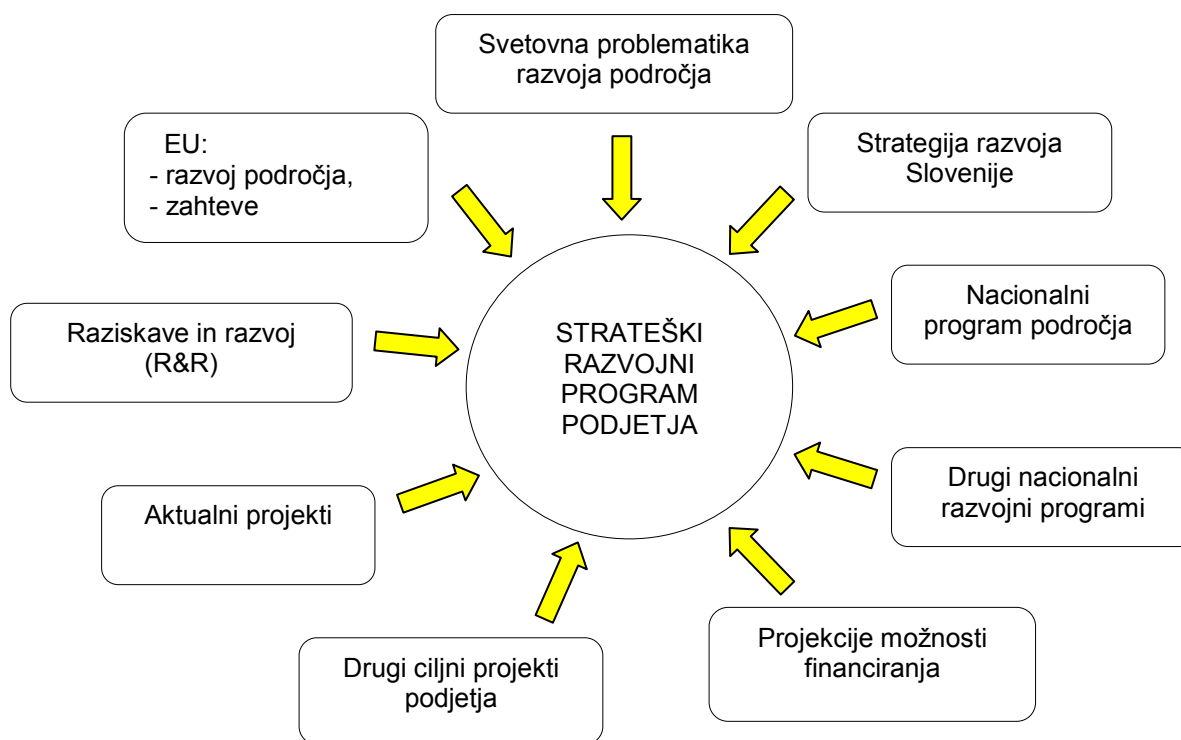 Svetovna problematika
razvoja področja
EU:
- razvoj področja,
- zahteve
Strategija razvoja
Slovenije
Raziskave in razvoj
(R&R)
STRATEŠKI
RAZVOJNI
PROGRAM
PODJETJA
Nacionalni
program področja
Aktualni projekti
Drugi nacionalni
razvojni programi
Drugi ciljni projekti
podjetja
Projekcije možnosti
financiranja